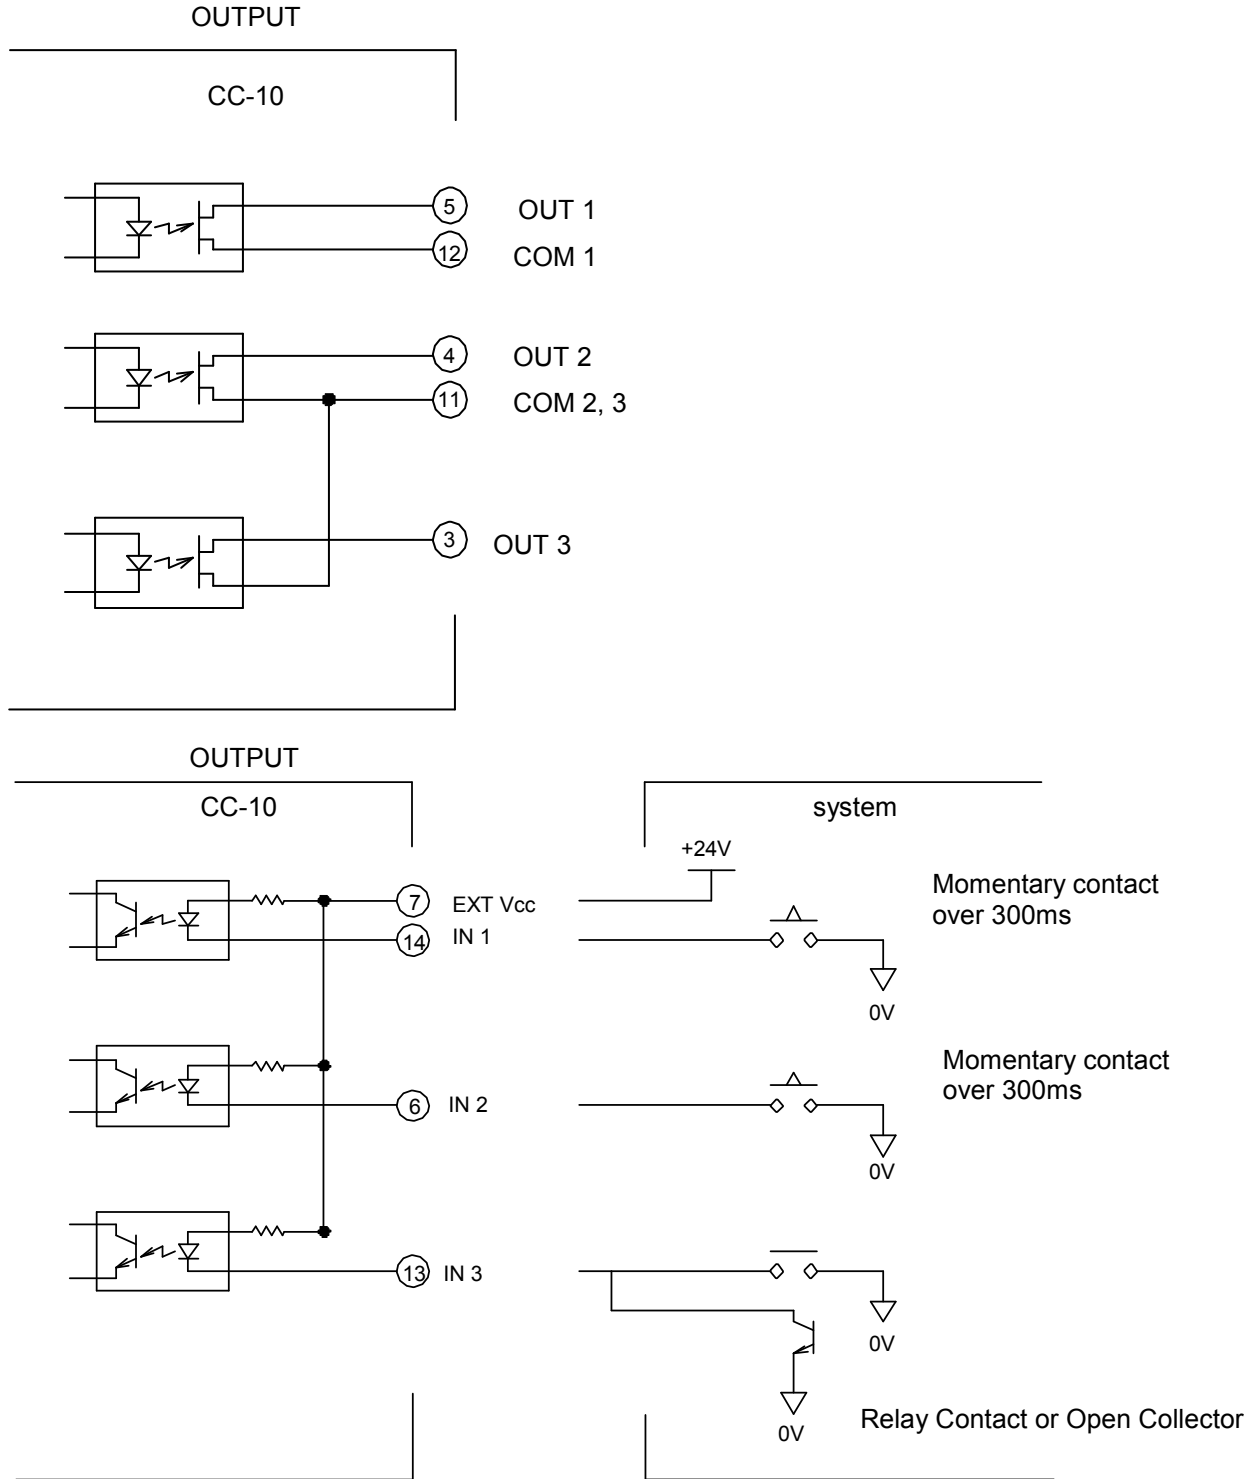 OUTPUT
CC-10
5 OUT 1
12 COM 1
4 OUT 2
11 COM 2, 3
3 OUT 3
OUTPUT
CC-10
system
+24V
7 EXT Vcc
14 IN 1
Momentary contact
over 300ms
0V
6 IN 2
Momentary contact
over 300ms
0V
13 IN 3
0V
0V
Relay Contact or Open Collector